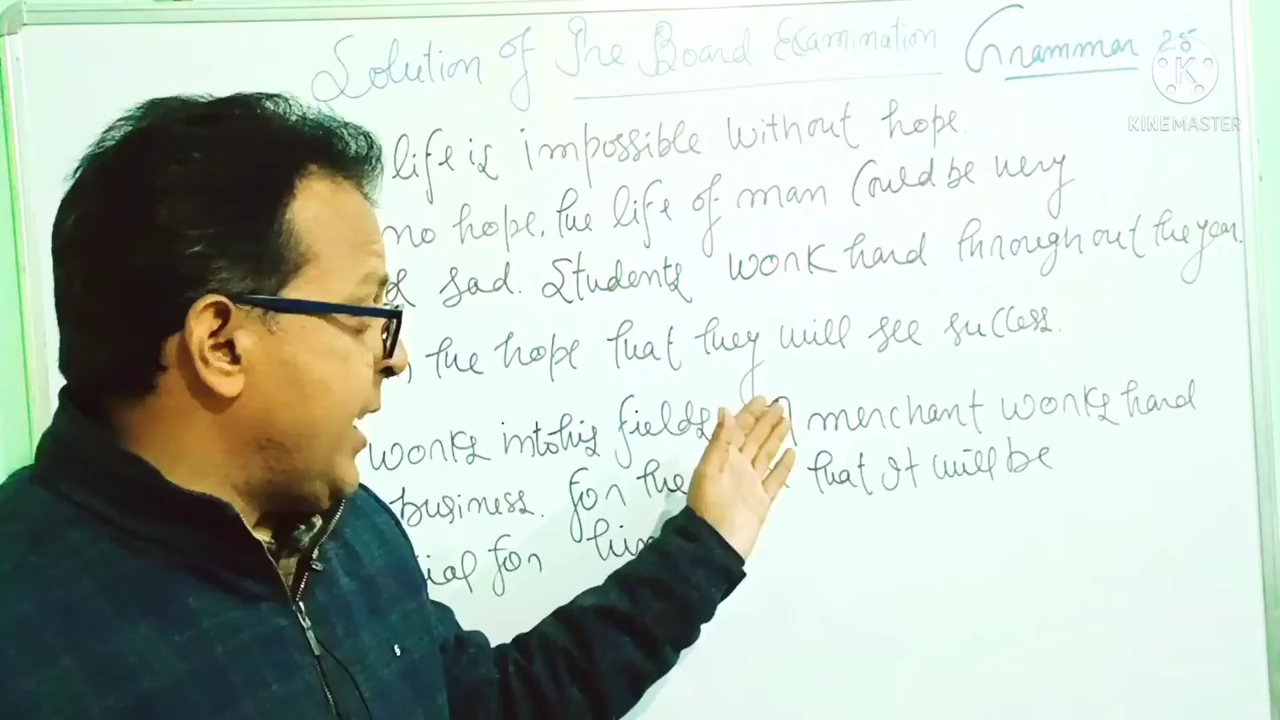 Solution of The Board Examination Grammar 25
life is impossible without hope.
no hope. the life of man could be very
sad. Students work hard throughout the year.
the hope that they will see success.
works into his fields. A merchant works hard
business. for the that It will be
ial for him
K
KINEMASTER